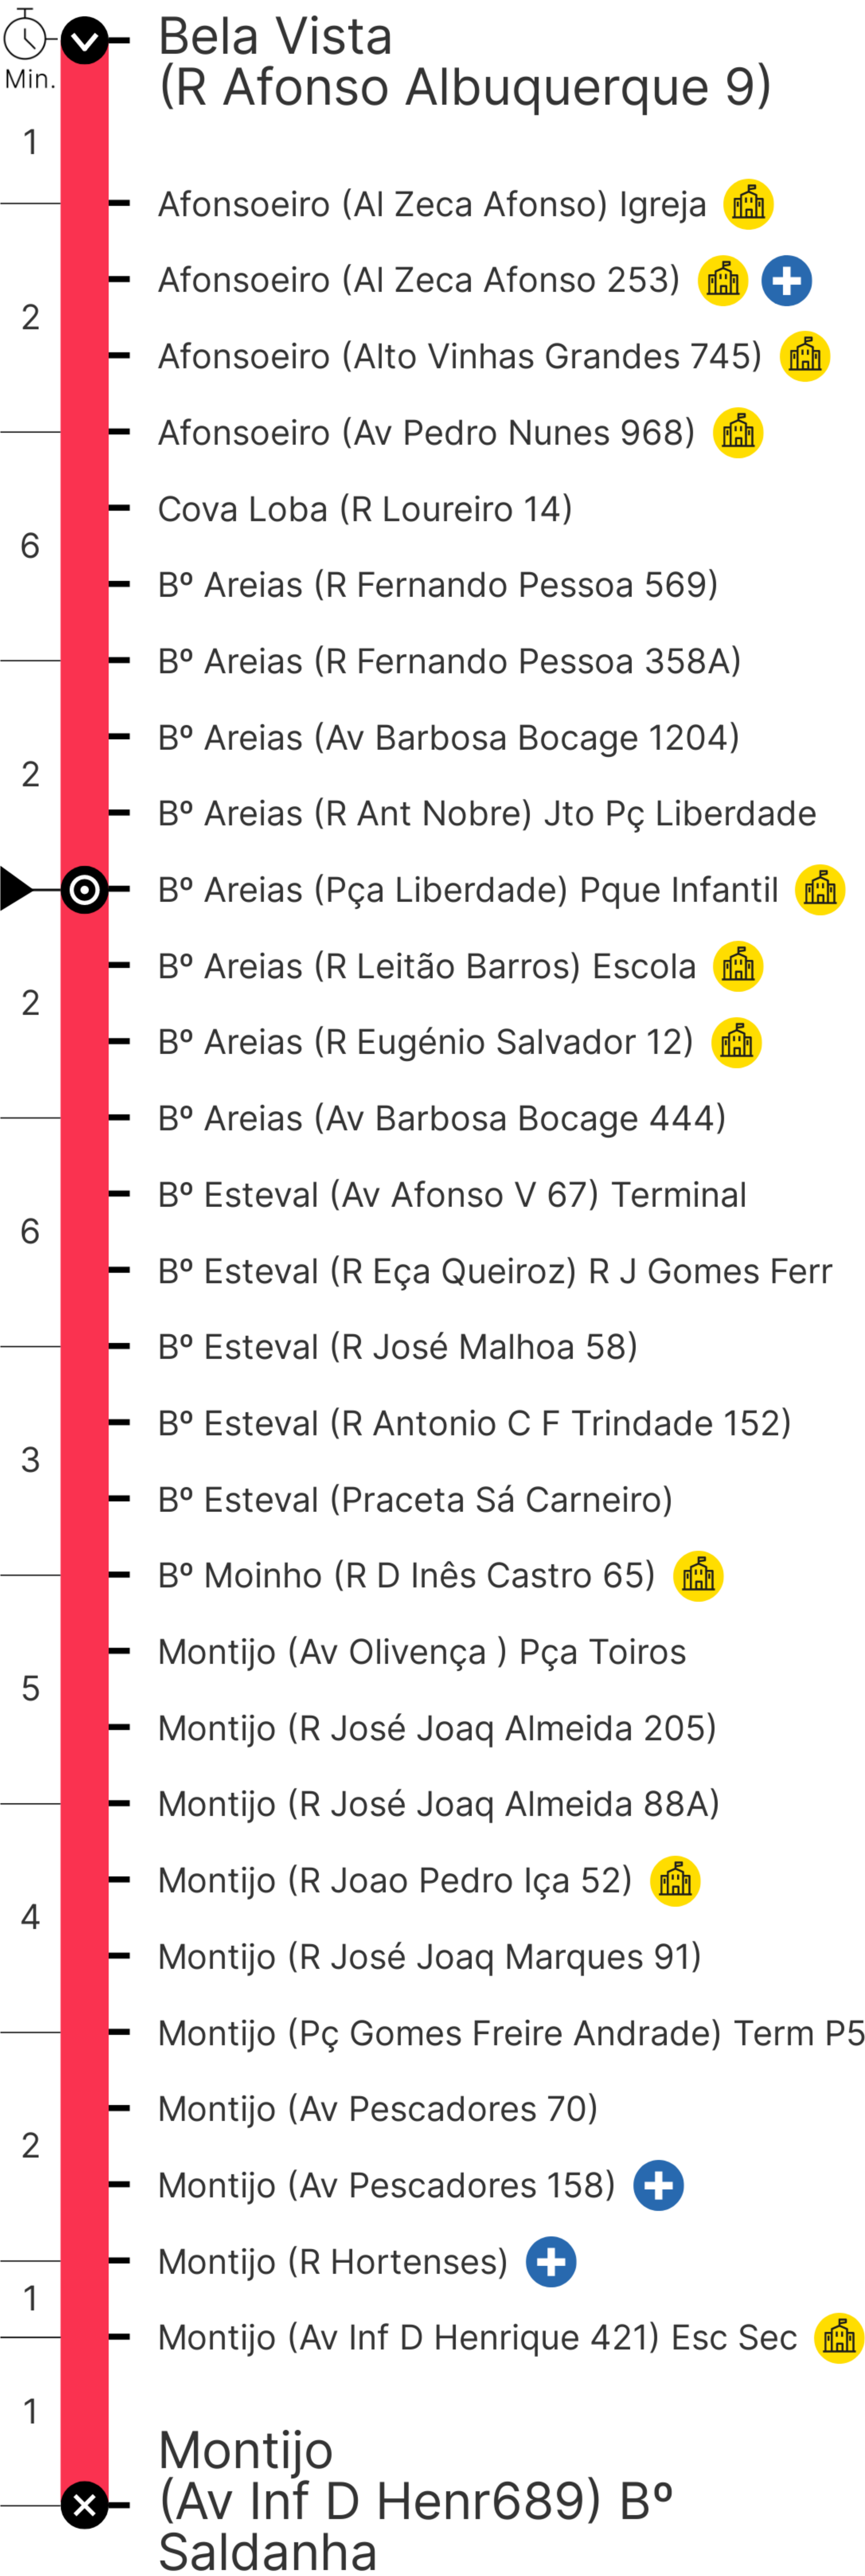 Min.
Bela Vista
(R Afonso Albuquerque 9)
1
Afonsoeiro (Al Zeca Afonso) Igreja
Afonsoeiro (Al Zeca Afonso 253)
2
Afonsoeiro (Alto Vinhas Grandes 745)
Afonsoeiro (Av Pedro Nunes 968)
Cova Loba (R Loureiro 14)
6
Bº Areias (R Fernando Pessoa 569)
Bº Areias (R Fernando Pessoa 358A)
Bº Areias (Av Barbosa Bocage 1204)
2
Bº Areias (R Ant Nobre) Jto Pç Liberdade
Bº Areias (Pça Liberdade) Pque Infantil
Bº Areias (R Leitão Barros) Escola
2
Bº Areias (R Eugénio Salvador 12)
Bº Areias (Av Barbosa Bocage 444)
Bº Esteval (Av Afonso V 67) Terminal
6
Bº Esteval (R Eça Queiroz) R J Gomes Ferr
Bº Esteval (R José Malhoa 58)
Bº Esteval (R Antonio C F Trindade 152)
3
Bº Esteval (Praceta Sá Carneiro)
Bº Moinho (R D Inês Castro 65)
Montijo (Av Olivença ) Pça Toiros
5
Montijo (R José Joaq Almeida 205)
Montijo (R José Joaq Almeida 88A)
Montijo (R Joao Pedro Iça 52)
4
Montijo (R José Joaq Marques 91)
Montijo (Pç Gomes Freire Andrade) Term P5
Montijo (Av Pescadores 70)
2
Montijo (Av Pescadores 158)
Montijo (R Hortenses)
1
Montijo (Av Inf D Henrique 421) Esc Sec
1
Montijo
(Av Inf D Henr689) Bº
Saldanha